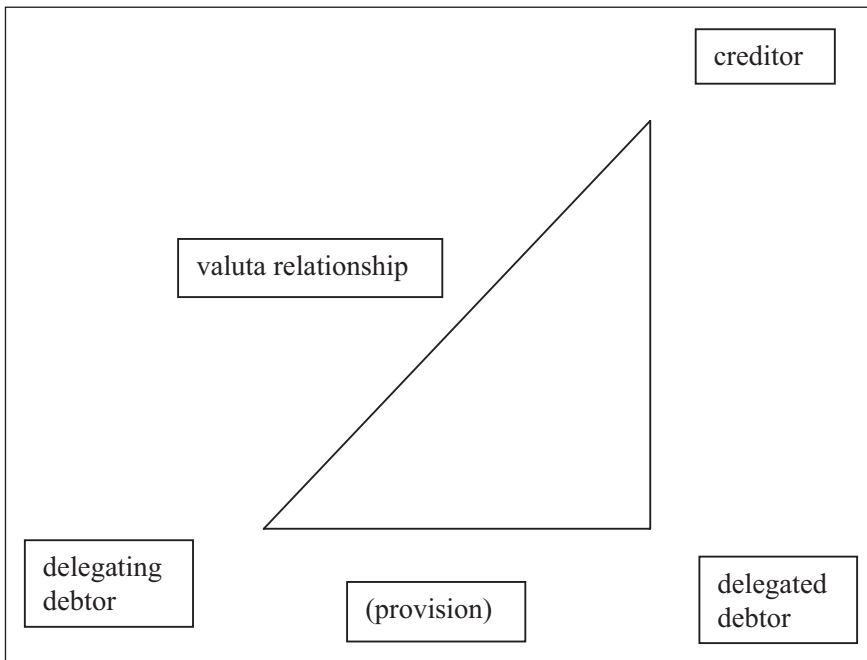 creditor
valuta relationship
delegating
debtor
(provision)
delegated
debtor